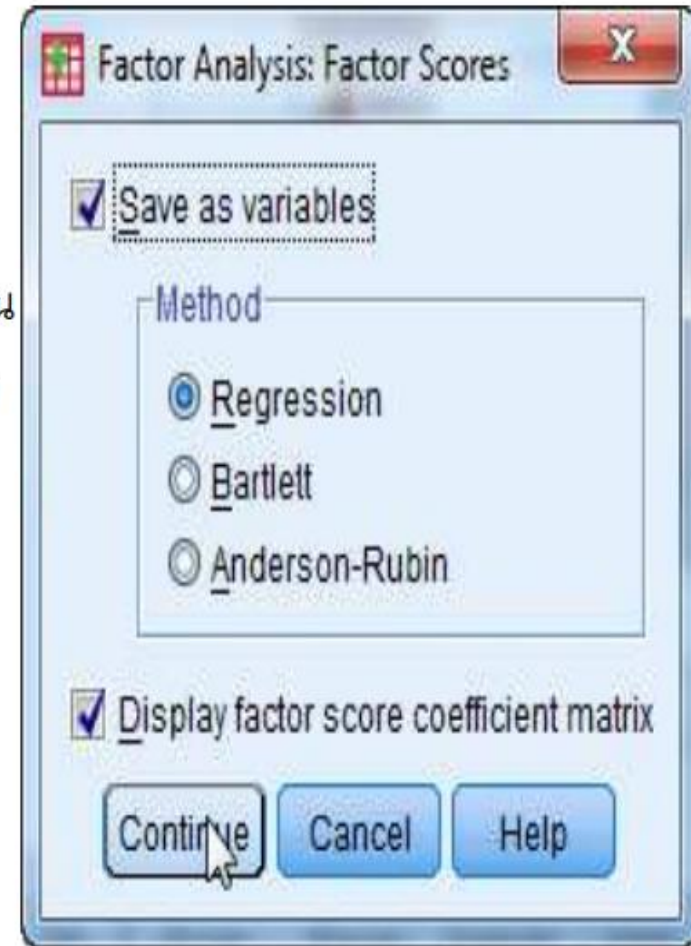 Factor Analysis: Factor Scores
X
Save as variables
Method
Regression
Bartlett
Anderson-Rubin
Display factor score coefficient matrix
Continue Cancel Help